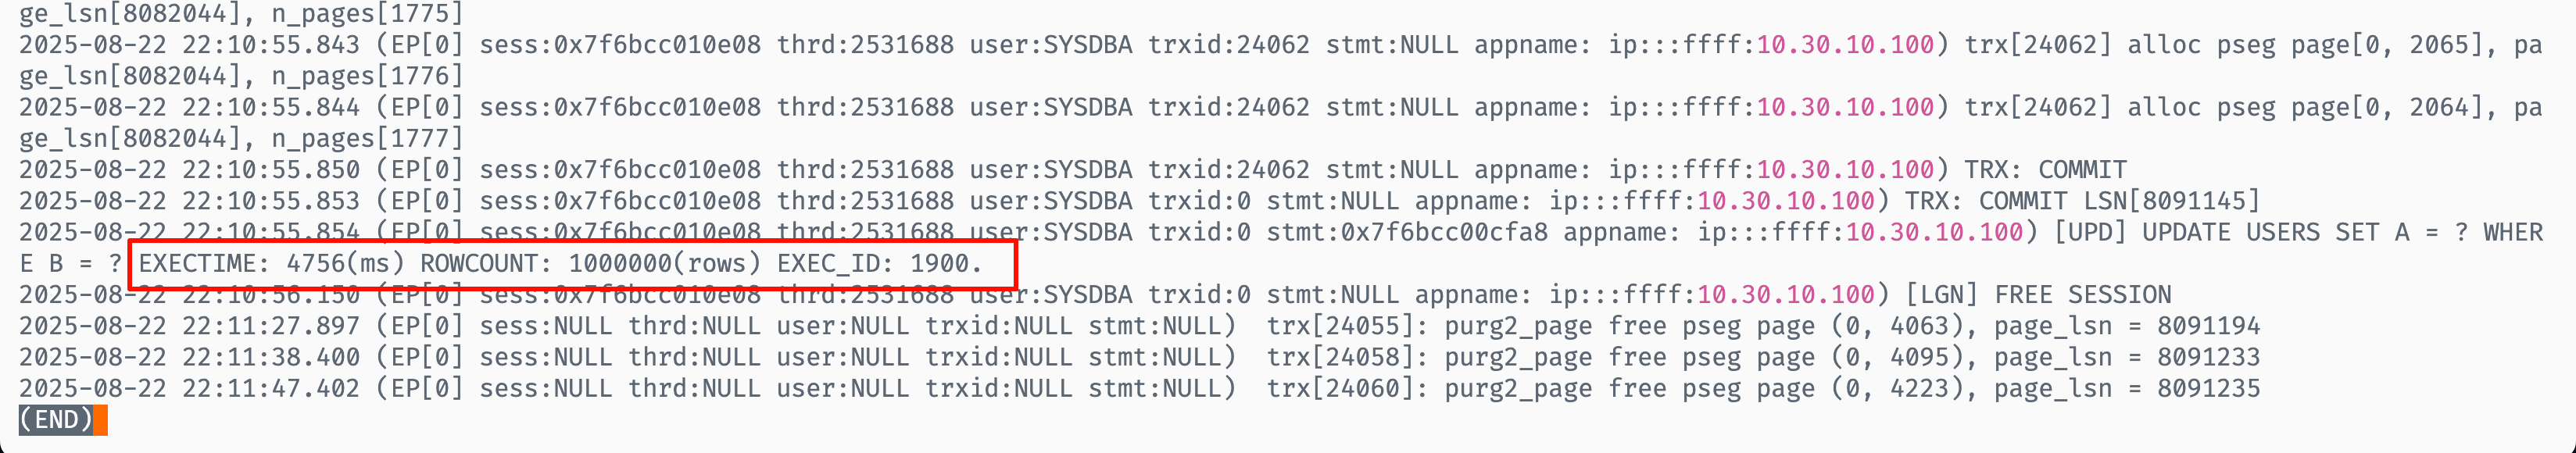 ge_lsn[8082044], n_pages[1775]
2025-08-22 22:10:55.843 (EP[0] sess:0x7f6bcc010e08 thrd:2531688 user:SYSDBA trxid:24062 stmt:NULL appname: ip:::ffff:10.30.10.100) trx[24062] alloc pseg page[0, 2065], pa
ge_lsn[8082044], n_pages[1776]
2025-08-22 22:10:55.844 (EP[0] sess:0x7f6bcc010e08 thrd:2531688 user:SYSDBA trxid:24062 stmt:NULL appname: ip:::ffff:10.30.10.100) trx[24062] alloc pseg page[0, 2064], pa
ge_lsn[8082044], n_pages[1777]
2025-08-22 22:10:55.850 (EP[0] sess:0x7f6bcc010e08 thrd:2531688 user:SYSDBA trxid:24062 stmt:NULL appname: ip:::ffff:10.30.10.100) TRX: COMMIT
2025-08-22 22:10:55.853 (EP[0] sess:0x7f6bcc010e08 thrd:2531688 user:SYSDBA trxid:0 stmt:NULL appname: ip:::ffff:10.30.10.100) TRX: COMMIT LSN[8091145]
2025-08-22 22:10:55.854 (EP[0] sess:0x7f6bcc010e08 thrd:2531688 user:SYSDBA trxid:0 stmt:0x7f6bcc00cfa8 appname: ip:::ffff:10.30.10.100) [UPD] UPDATE USERS SET A = ? WHER
E B = ? EXECTIME: 4756(ms) ROWCOUNT: 1000000(rows) EXEC_ID: 1900.
2025-08-22 22:10:56.150 (EP[0] sess:0x7f6bcc010e08 thrd:2531688 user:SYSDBA trxid:0 stmt:NULL appname: ip:::ffff:10.30.10.100) [LGN] FREE SESSION
2025-08-22 22:11:27.897 (EP[0] sess:NULL thrd:NULL user:NULL trxid:NULL stmt:NULL)  trx[24055]: purg2_page free pseg page (0, 4063), page_lsn = 8091194
2025-08-22 22:11:38.400 (EP[0] sess:NULL thrd:NULL user:NULL trxid:NULL stmt:NULL)  trx[24058]: purg2_page free pseg page (0, 4095), page_lsn = 8091233
2025-08-22 22:11:47.402 (EP[0] sess:NULL thrd:NULL user:NULL trxid:NULL stmt:NULL)  trx[24060]: purg2_page free pseg page (0, 4223), page_lsn = 8091235
(END)